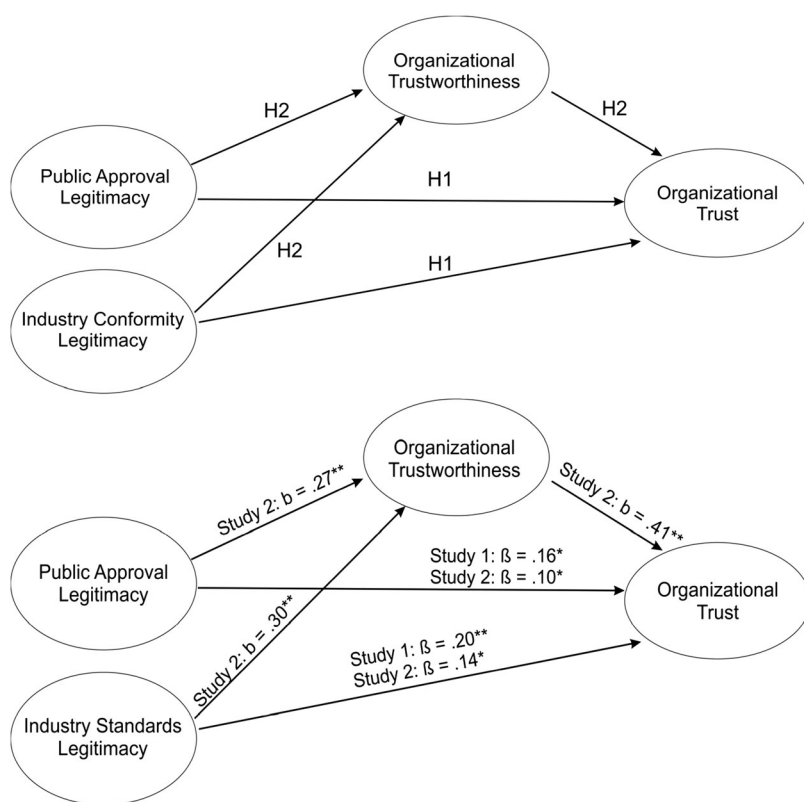 Organizational
Trustworthiness
H2
H2
Public Approval
Legitimacy
H1
Organizational
Trust
H2
H1
Industry Conformity
Legitimacy
Organizational
Trustworthiness
Study 2: b = .27**
Study 2: b = .41**
Public Approval
Legitimacy
Study 1: ß = .16*
Study 2: ß = .10*
Organizational
Trust
Study 2: b = .30**
Study 1: ß = .20**
Study 2: ß = .14*
Industry Standards
Legitimacy